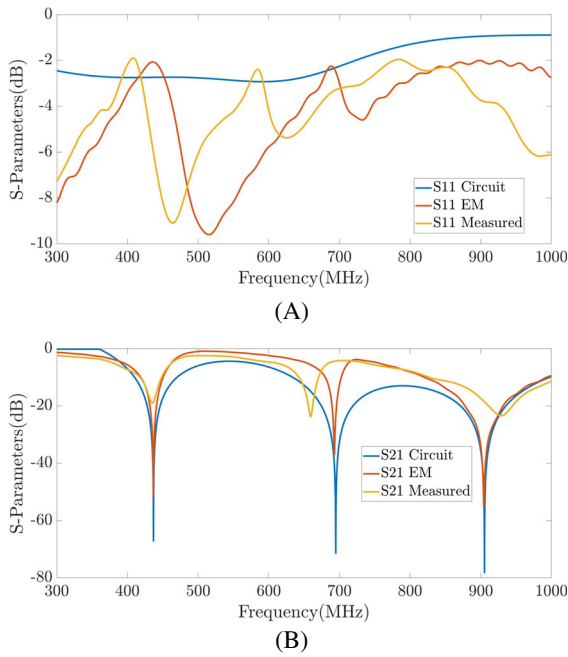 0
-2
-4
-6
-8
-10
S-Parameters(dB)
S11 Circuit
S11 EM
S11 Measured
300 400 500 600 700 800 900 1000
Frequency(MHz)
(A)
0
-20
-40
-60
-80
S-Parameters(dB)
S21 Circuit
S21 EM
S21 Measured
300 400 500 600 700 800 900 1000
Frequency(MHz)
(B)